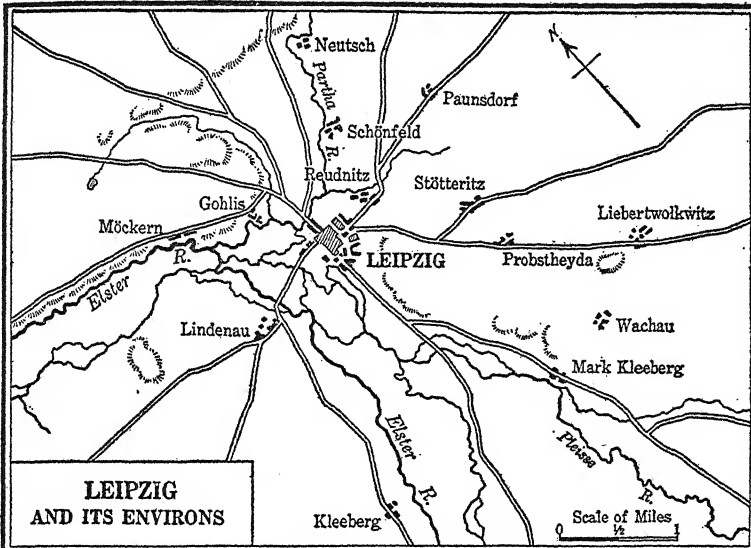 Neutsch
N
Partha
R.
Paunsdorf
Schönfeld
Reudnitz
Stötteritz
Gohlis
Liebertwolkwitz
Möckern
LEIPZIG
Probstheyda
Elster
R.
Lindenau
Wachau
Mark Kleeberg
Elster
R.
Pleisse
R.
Kleeberg
LEIPZIG
AND ITS ENVIRONS
Scale of Miles
0 ½ 1